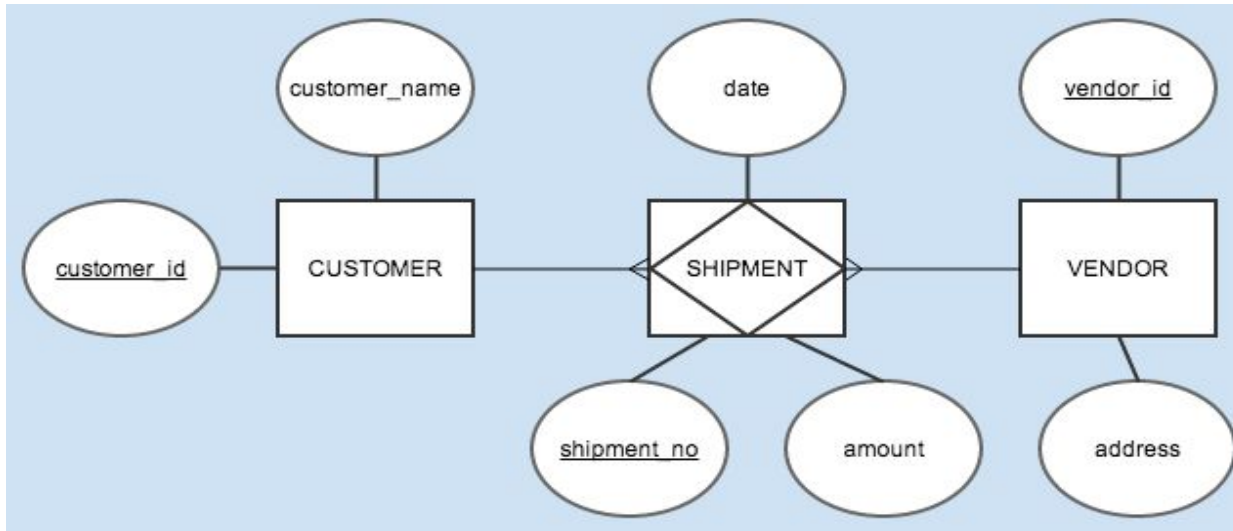 customer_name
date
vendor_id
customer_id
CUSTOMER
SHIPMENT
VENDOR
shipment_no
amount
address